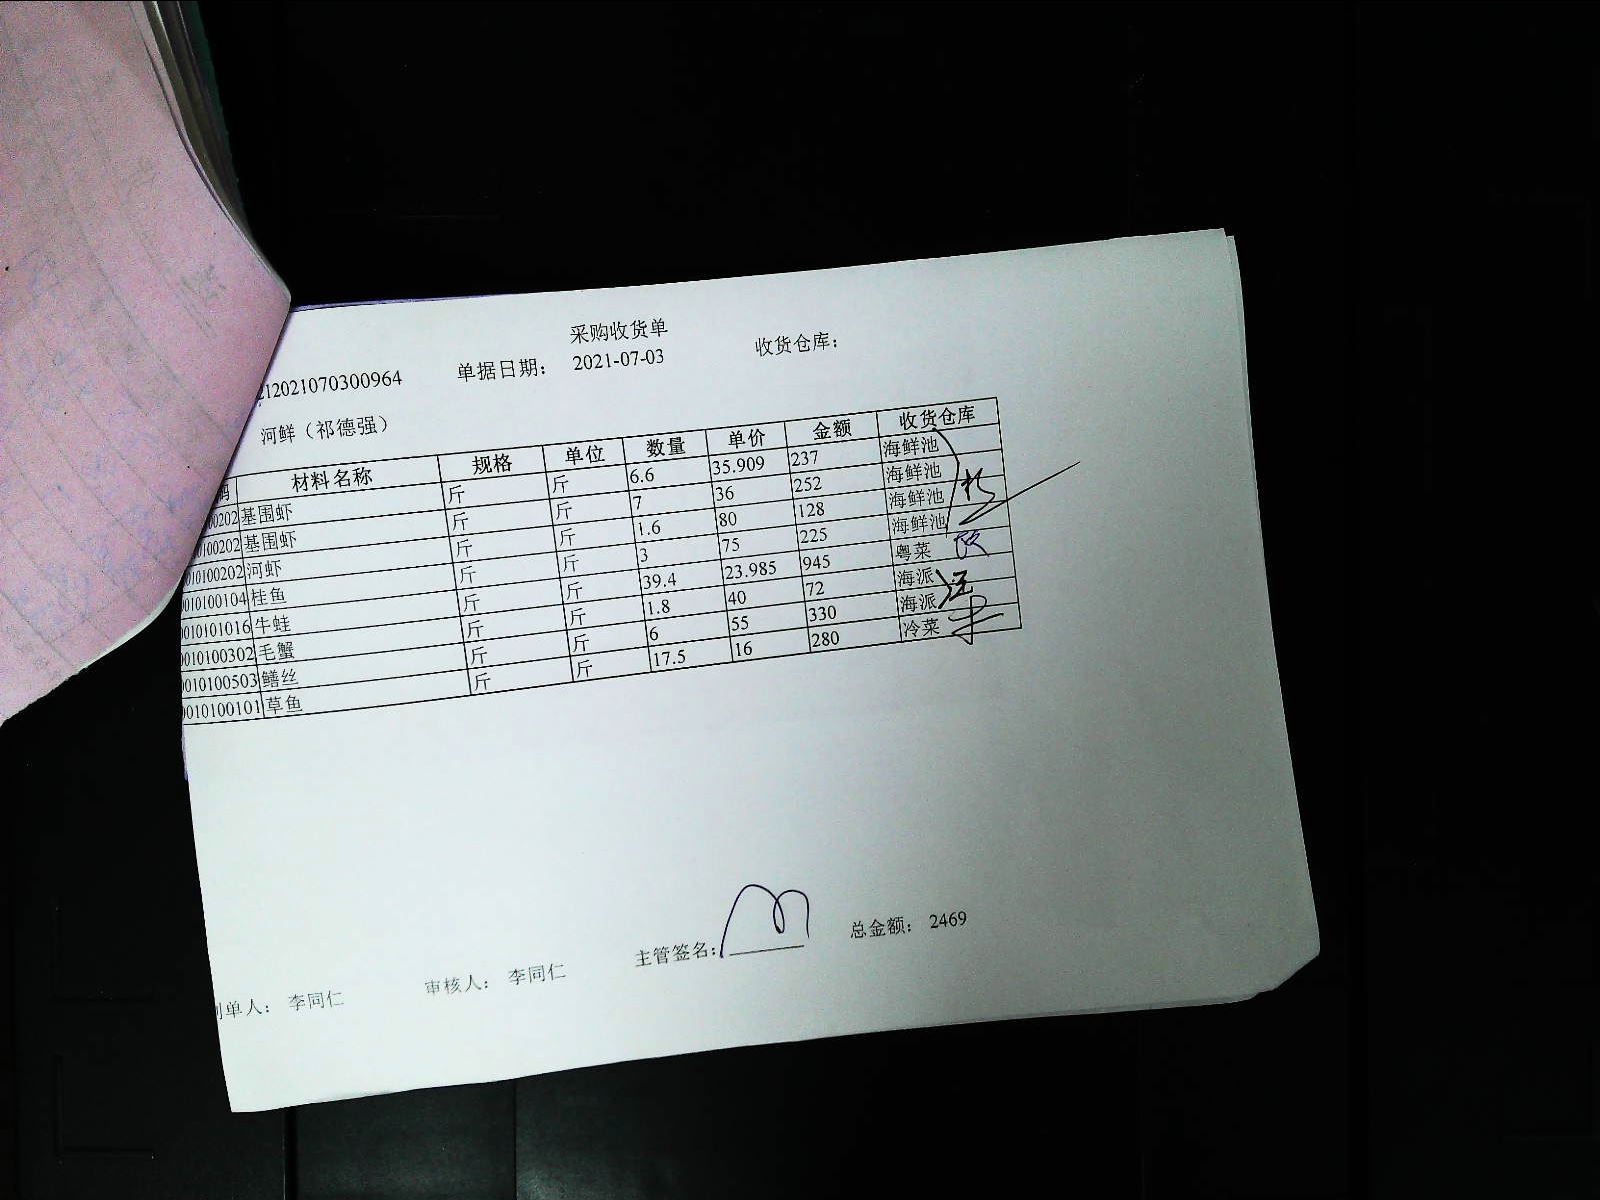 采购收货单
212021070300964 单据日期： 2021-07-03 收货仓库：
河鲜（祁德强）
码 材料名称 规格 单位 数量 单价 金额 收货仓库
00202 基围虾 斤 斤 6.6 35.909 237 海鲜池
0100202 基围虾 斤 斤 7 36 252 海鲜池
010100202 河虾 斤 斤 1.6 80 128 海鲜池
0010100104 桂鱼 斤 斤 3 75 225 海鲜池
0010101016 牛蛙 斤 斤 39.4 23.985 945 粤菜
0010100302 毛蟹 斤 斤 1.8 40 72 海派
0010100503 鳝丝 斤 斤 6 55 330 海派
0010100101 草鱼 斤 斤 17.5 16 280 冷菜
制单人： 李同仁 审核人： 李同仁 主管签名： 总金额： 2469